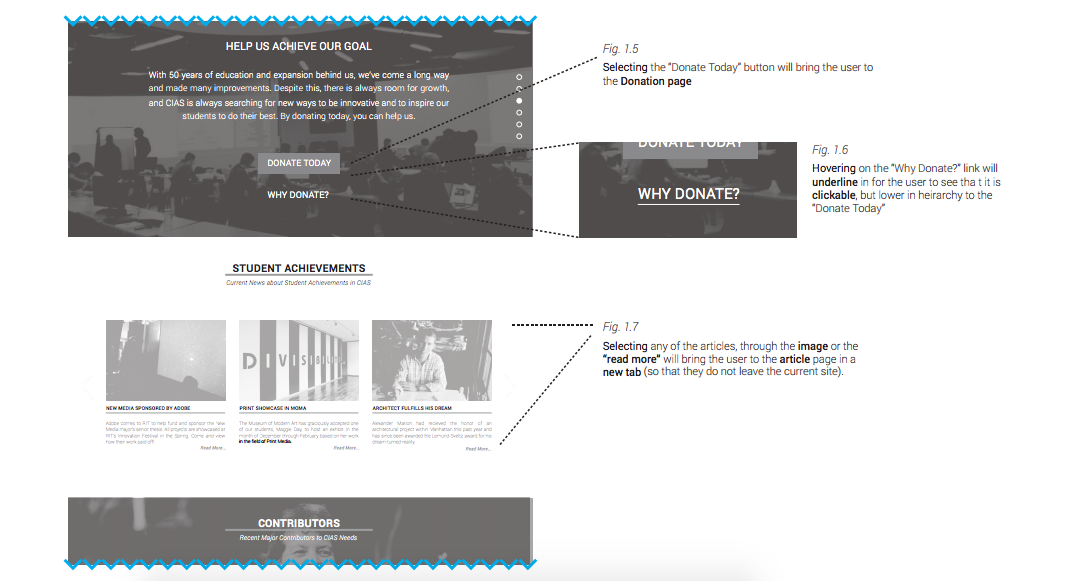 HELP US ACHIEVE OUR GOAL
With 50 years of education and expansion behind us, we've come a long way
and made many improvements. Despite this, there is always room for growth,
and CIAS is always searching for new ways to be innovative and to inspire our
students to do their best. By donating today, you can help us.
DONATE TODAY
WHY DONATE?
Fig. 1.5
Selecting the "Donate Today" button will bring the user to
the Donation page
DONATE TODAY
WHY DONATE?
Fig. 1.6
Hovering on the "Why Donate?" link will
underline in for the user to see tha t it is
clickable, but lower in heirarchy to the
"Donate Today"
STUDENT ACHIEVEMENTS
Current News about Student Achievements in CIAS
DIVISIBILITY
NEW MEDIA SPONSORED BY ADOBE
Adobe comes to RIT to help fund and sponsor the New
Media major's senior thesis. All projects are showcased at
RIT's Innovation Festival in the Spring. Come and view
how their work paid off!
Read More...
PRINT SHOWCASE IN MOMA
The Museum of Modern Art has graciously accepted one
of our students, Maggie Day, to host an exhibit in the
month of December through February based on her work
in the field of Print Media.
Read More...
ARCHITECT FULFILLS HIS DREAM
Alexander Marion had recieved the honor of an
architectural project within Manhattan this past year and
has since been awarded the award for his
dream turned reality.
Read More...
Fig. 1.7
Selecting any of the articles, through the image or the
"read more" will bring the user to the article page in a
new tab (so that they do not leave the current site).
CONTRIBUTORS
Recent Major Contributors to CIAS Needs